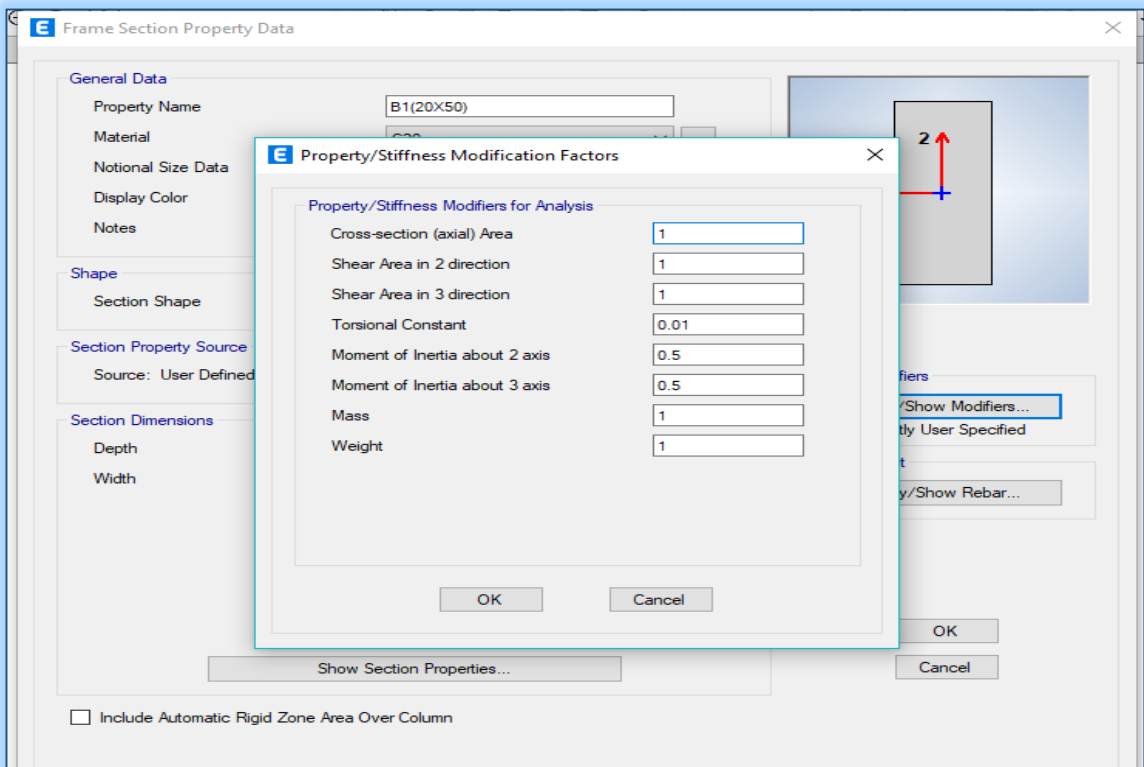 E Frame Section Property Data
General Data
Property Name B1(20X50)
Material
Notional Size Data
Display Color
Notes
Shape
Section Shape
Section Property Source
Source: User Defined
Section Dimensions
Depth
Width
Show Section Properties...
Include Automatic Rigid Zone Area Over Column
E Property/Stiffness Modification Factors
Property/Stiffness Modifiers for Analysis
Cross-section (axial) Area 1
Shear Area in 2 direction 1
Shear Area in 3 direction 1
Torsional Constant 0.01
Moment of Inertia about 2 axis 0.5
Moment of Inertia about 3 axis 0.5
Mass 1
Weight 1
OK Cancel
2
fiers
/Show Modifiers...
tly User Specified
t
y/Show Rebar...
OK
Cancel